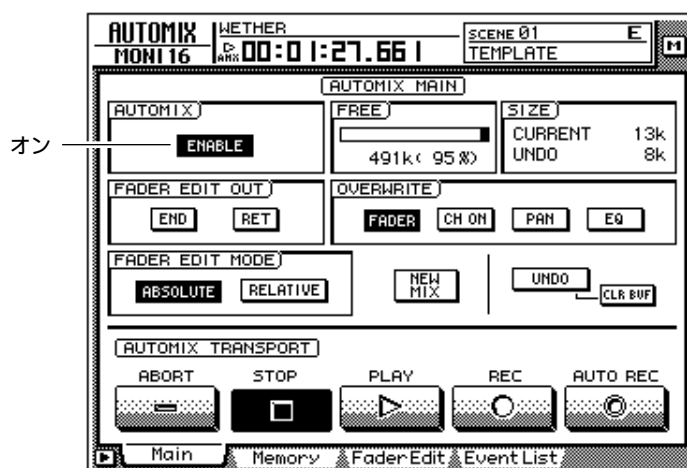 AUTOMIX
MONI 16
WETHER
AMX 00:01:27.661
SCENE 01 E
TEMPLATE
M
AUTOMIX MAIN
オン
AUTOMIX
ENABLE
FREE
491k( 95%)
SIZE
CURRENT 13k
UNDO 8k
FADER EDIT OUT
END RET
OVERWRITE
FADER CH ON PAN EQ
FADER EDIT MODE
ABSOLUTE RELATIVE
NEW
MIX
UNDO
CLR BUF
AUTOMIX TRANSPORT
ABORT STOP PLAY REC AUTO REC
Main Memory Fader Edit Event List